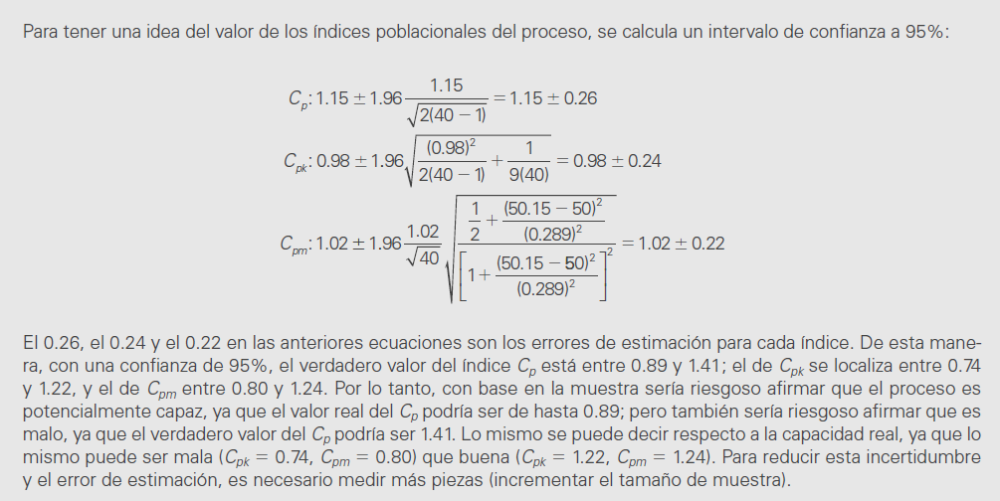 Para tener una idea del valor de los índices poblacionales del proceso, se calcula un intervalo de confianza a 95%:
C_p: 1.15 ± 1.96 \frac{1.15}{\sqrt{2(40 − 1)}} = 1.15 ± 0.26
C_{pk}: 0.98 ± 1.96 \sqrt{\frac{(0.98)^2}{2(40 − 1)} + \frac{1}{9(40)}} = 0.98 ± 0.24
C_{pm}: 1.02 ± 1.96 \frac{1.02}{\sqrt{40}} \sqrt{\frac{\frac{1}{2} + \frac{(50.15 − 50)^2}{(0.289)^2}}{\left[1 + \frac{(50.15 − 50)^2}{(0.289)^2}\right]^2}} = 1.02 ± 0.22
El 0.26, el 0.24 y el 0.22 en las anteriores ecuaciones son los errores de estimación para cada índice. De esta mane-
ra, con una confianza de 95%, el verdadero valor del índice C_p está entre 0.89 y 1.41; el de C_{pk} se localiza entre 0.74
y 1.22, y el de C_{pm} entre 0.80 y 1.24. Por lo tanto, con base en la muestra sería riesgoso afirmar que el proceso es
potencialmente capaz, ya que el valor real del C_p podría ser de hasta 0.89; pero también sería riesgoso afirmar que es
malo, ya que el verdadero valor del C_p podría ser 1.41. Lo mismo se puede decir respecto a la capacidad real, ya que lo
mismo puede ser mala (C_{pk} = 0.74, C_{pm} = 0.80) que buena (C_{pk} = 1.22, C_{pm} = 1.24). Para reducir esta incertidumbre
y el error de estimación, es necesario medir más piezas (incrementar el tamaño de muestra).